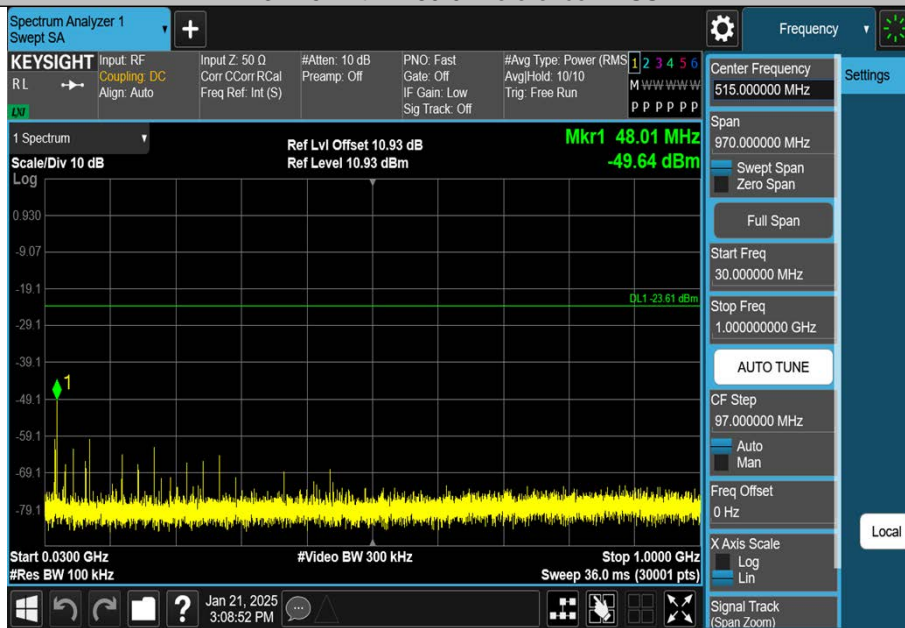 Spectrum Analyzer 1
Swept SA
+
Frequency
KEYSIGHT
Input: RF
Input Z: 50 Ω
#Atten: 10 dB
PNO: Fast
#Avg Type: Power (RMS
1 2 3 4 5 6
R L
Coupling: DC
Corr CCorr RCal
Preamp: Off
Gate: Off
Avg|Hold: 10/10
M W W W W W
Align: Auto
Freq Ref: Int (S)
IF Gain: Low
Trig: Free Run
LXI
Sig Track: Off
P P P P P P
1 Spectrum
Ref Lvl Offset 10.93 dB
Mkr1 48.01 MHz
Scale/Div 10 dB
Ref Level 10.93 dBm
-49.64 dBm
Log
0.930
-9.07
-19.1
DL1 -23.61 dBm
-29.1
-39.1
1
-49.1
-59.1
-69.1
-79.1
Start 0.0300 GHz
#Video BW 300 kHz
Stop 1.0000 GHz
#Res BW 100 kHz
Sweep 36.0 ms (30001 pts)
?
Jan 21, 2025
3:08:52 PM
Center Frequency
515.000000 MHz
Settings
Span
970.000000 MHz
Swept Span
Zero Span
Full Span
Start Freq
30.000000 MHz
Stop Freq
1.000000000 GHz
AUTO TUNE
CF Step
97.000000 MHz
Auto
Man
Freq Offset
0 Hz
Local
X Axis Scale
Log
Lin
Signal Track
(Span Zoom)